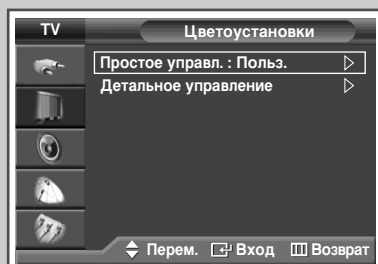 TV
Цветоустановки
Простое управл. : Польз.
Детальное управление
Перем. Вход Возврат